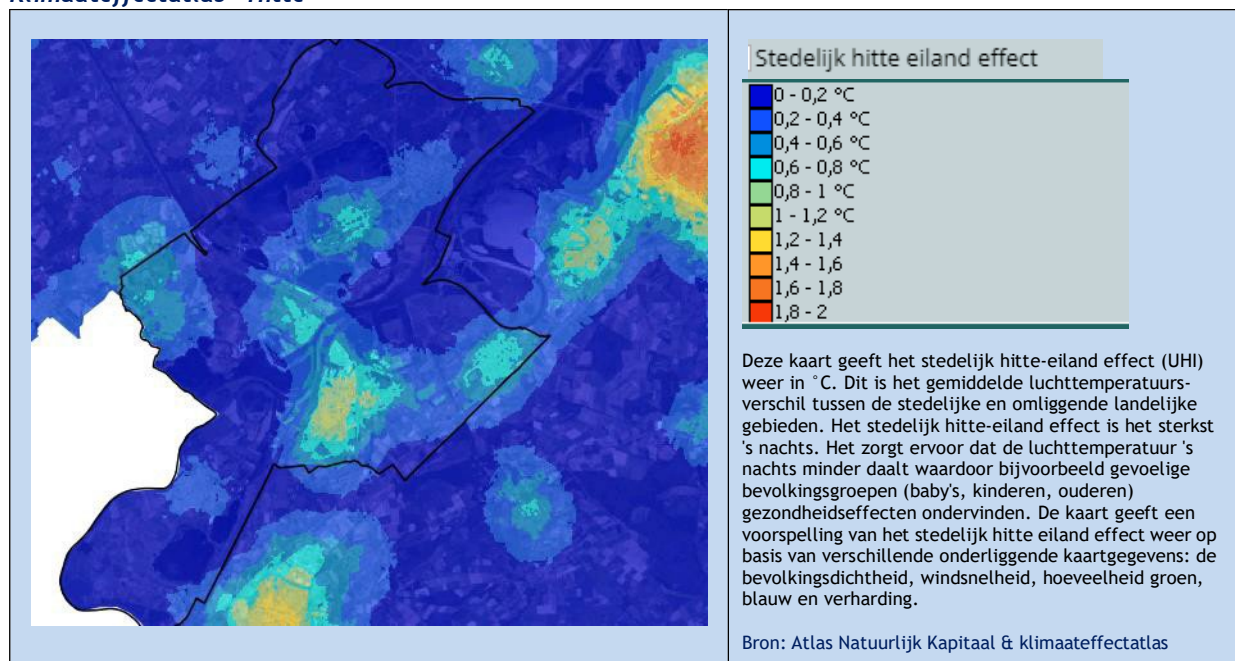 Klimaateffectatlas - Hitte
Stedelijk hitte eiland effect
0 - 0,2 °C
0,2 - 0,4 °C
0,4 - 0,6 °C
0,6 - 0,8 °C
0,8 - 1 °C
1 - 1,2 °C
1,2 - 1,4
1,4 - 1,6
1,6 - 1,8
1,8 - 2
Deze kaart geeft het stedelijk hitte-eiland effect (UHI)
weer in °C. Dit is het gemiddelde luchttemperatuurs-
verschil tussen de stedelijke en omliggende landelijke
gebieden. Het stedelijk hitte-eiland effect is het sterkst
's nachts. Het zorgt ervoor dat de luchttemperatuur 's
nachts minder daalt waardoor bijvoorbeeld gevoelige
bevolkingsgroepen (baby's, kinderen, ouderen)
gezondheidseffecten ondervinden. De kaart geeft een
voorspelling van het stedelijk hitte eiland effect weer op
basis van verschillende onderliggende kaartgegevens: de
bevolkingsdichtheid, windsnelheid, hoeveelheid groen,
blauw en verharding.
Bron: Atlas Natuurlijk Kapitaal & klimaateffectatlas